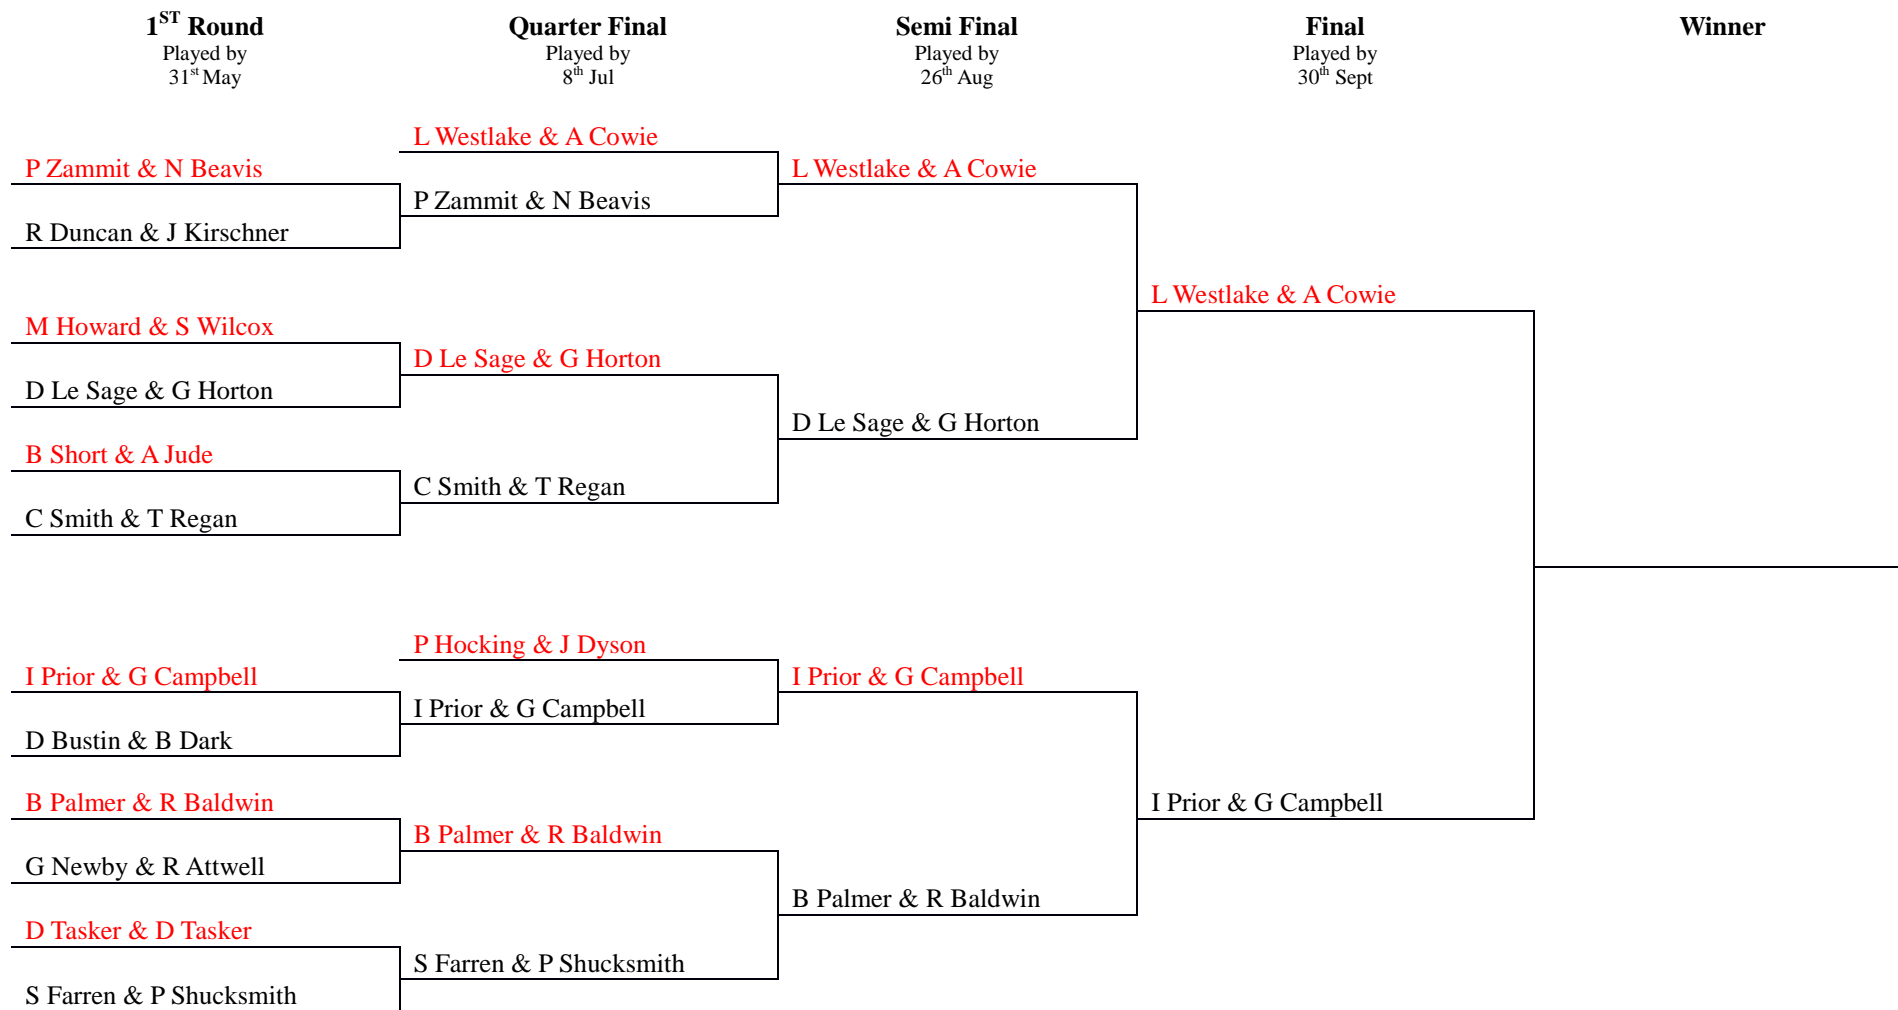 1ST Round
Played by
31st May
Quarter Final
Played by
8th Jul
Semi Final
Played by
26th Aug
Final
Played by
30th Sept
Winner
P Zammit & N Beavis
R Duncan & J Kirschner
M Howard & S Wilcox
D Le Sage & G Horton
B Short & A Jude
C Smith & T Regan
I Prior & G Campbell
D Bustin & B Dark
B Palmer & R Baldwin
G Newby & R Attwell
D Tasker & D Tasker
S Farren & P Shucksmith
L Westlake & A Cowie
P Zammit & N Beavis
D Le Sage & G Horton
C Smith & T Regan
P Hocking & J Dyson
I Prior & G Campbell
B Palmer & R Baldwin
S Farren & P Shucksmith
L Westlake & A Cowie
D Le Sage & G Horton
I Prior & G Campbell
B Palmer & R Baldwin
L Westlake & A Cowie
I Prior & G Campbell